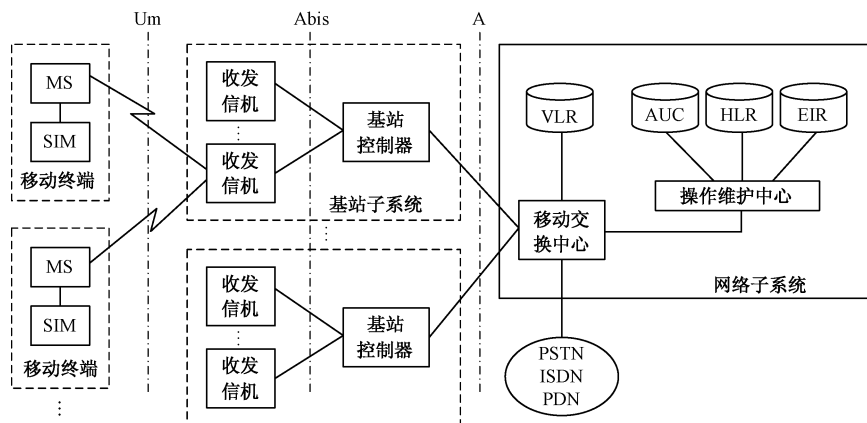 Um
Abis
A
MS
SIM
移动终端
MS
SIM
移动终端
⋮
收发
信机
⋮
收发
信机
基站
控制器
基站子系统
⋮
收发
信机
⋮
收发
信机
基站
控制器
VLR
AUC
HLR
EIR
操作维护中心
移动交
换中心
网络子系统
PSTN
ISDN
PDN